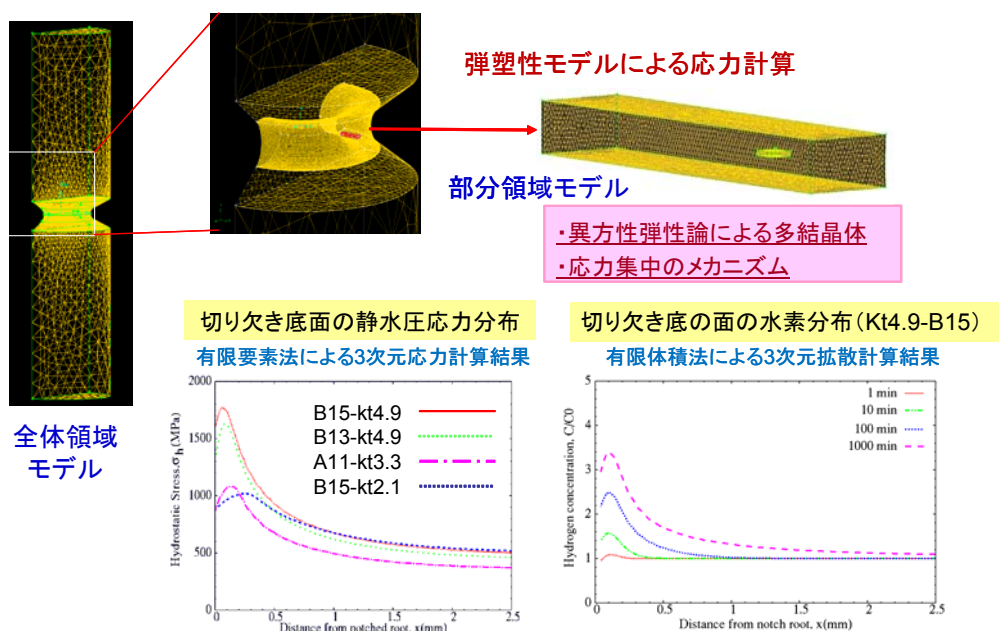 弾塑性モデルによる応力計算
部分領域モデル
・異方性弾性論による多結晶体
・応力集中のメカニズム
全体領域
モデル
切り欠き底面の静水圧応力分布
有限要素法による3次元応力計算結果
2000
1500
1000
500
0
0
0.5
1
1.5
2
2.5
Hydrostatic Stress.σh(MPa)
Distance from notched root, x(mm)
B15-kt4.9
B13-kt4.9
A11-kt3.3
B15-kt2.1
切り欠き底の面の水素分布(Kt4.9-B15)
有限体積法による3次元拡散計算結果
5
4
3
2
1
0
0
0.5
1
1.5
2
2.5
Hydrogen concentration, C/C0
Distance from notch root, x(mm)
1 min
10 min
100 min
1000 min